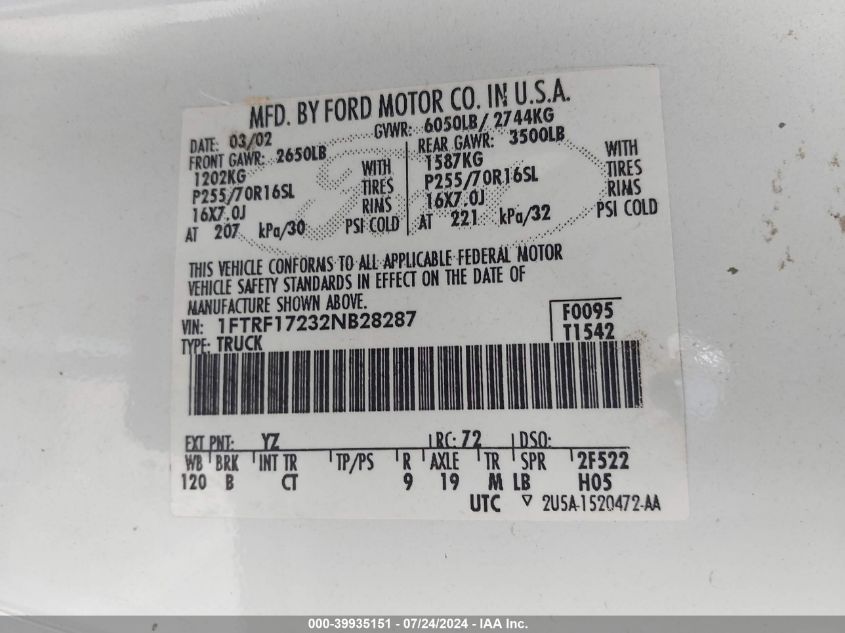 MFD. BY FORD MOTOR CO. IN U.S.A.
DATE: 03/02 GVWR: 6050LB/ 2744KG
FRONT GAWR: 2650LB REAR GAWR: 3500LB
1202KG WITH 1587KG WITH
P255/70R16SL TIRES P255/70R16SL TIRES
16X7.0J RIMS 16X7.0J RIMS
AT 207 kPa/30 PSI COLD AT 221 kPa/32 PSI COLD
THIS VEHICLE CONFORMS TO ALL APPLICABLE FEDERAL MOTOR
VEHICLE SAFETY STANDARDS IN EFFECT ON THE DATE OF
MANUFACTURE SHOWN ABOVE.
VIN: 1FTRF17232NB28287 F0095
TYPE: TRUCK T1542
EXT PNT: YZ RC: 72 DSO:
WB BRK INT TR TP/PS R AXLE TR SPR 2F522
120 B CT 9 19 M LB H05
UTC ▽ 2U5A-1520472-AA
000-39935151 - 07/24/2024 - IAA Inc.